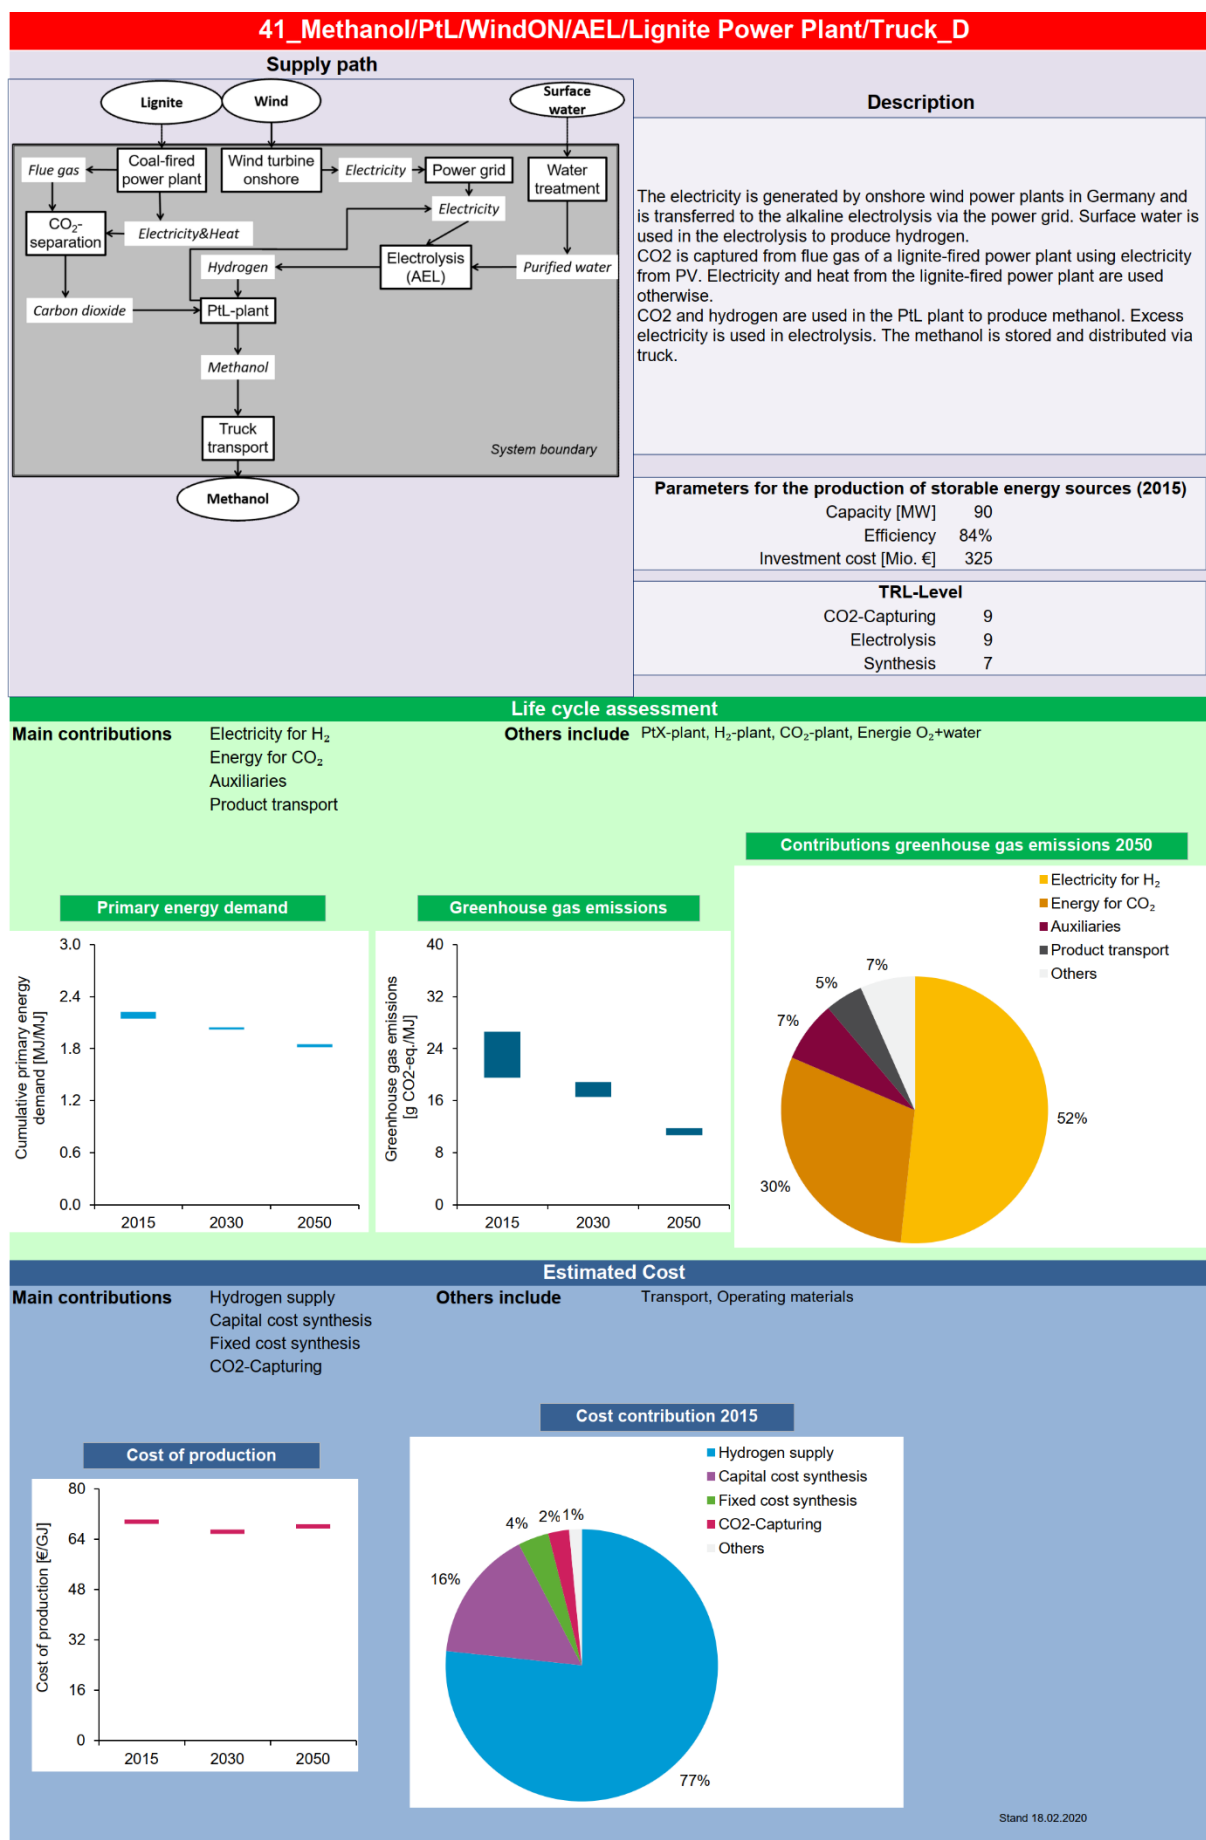 41_Methanol/PtL/WindON/AEL/Lignite Power Plant/Truck_D
Supply path
Lignite
Wind
Surface
water
Flue gas
Coal-fired
power plant
Wind turbine
onshore
Electricity
Power grid
Water
treatment
CO₂-
separation
Electricity&Heat
Electricity
Hydrogen
Electrolysis
(AEL)
Purified water
Carbon dioxide
PtL-plant
Methanol
Truck
transport
System boundary
Methanol
Description
The electricity is generated by onshore wind power plants in Germany and
is transferred to the alkaline electrolysis via the power grid. Surface water is
used in the electrolysis to produce hydrogen.
CO2 is captured from flue gas of a lignite-fired power plant using electricity
from PV. Electricity and heat from the lignite-fired power plant are used
otherwise.
CO2 and hydrogen are used in the PtL plant to produce methanol. Excess
electricity is used in electrolysis. The methanol is stored and distributed via
truck.
Parameters for the production of storable energy sources (2015)
Capacity [MW] 90
Efficiency 84%
Investment cost [Mio. €] 325
TRL-Level
CO2-Capturing 9
Electrolysis 9
Synthesis 7
Life cycle assessment
Main contributions
Electricity for H₂
Energy for CO₂
Auxiliaries
Product transport
Others include PtX-plant, H₂-plant, CO₂-plant, Energie O₂+water
Primary energy demand
Cumulative primary energy
demand [MJ/MJ]
3.0
2.4
1.8
1.2
0.6
0.0
2015 2030 2050
Greenhouse gas emissions
Greenhouse gas emissions
[g CO2-eq./MJ]
40
32
24
16
8
0
2015 2030 2050
Contributions greenhouse gas emissions 2050
Electricity for H₂
Energy for CO₂
Auxiliaries
Product transport
Others
7%
5%
7%
30%
52%
Estimated Cost
Main contributions
Hydrogen supply
Capital cost synthesis
Fixed cost synthesis
CO2-Capturing
Others include Transport, Operating materials
Cost of production
Cost of production [€/GJ]
80
64
48
32
16
0
2015 2030 2050
Cost contribution 2015
Hydrogen supply
Capital cost synthesis
Fixed cost synthesis
CO2-Capturing
Others
4% 2% 1%
16%
77%
Stand 18.02.2020